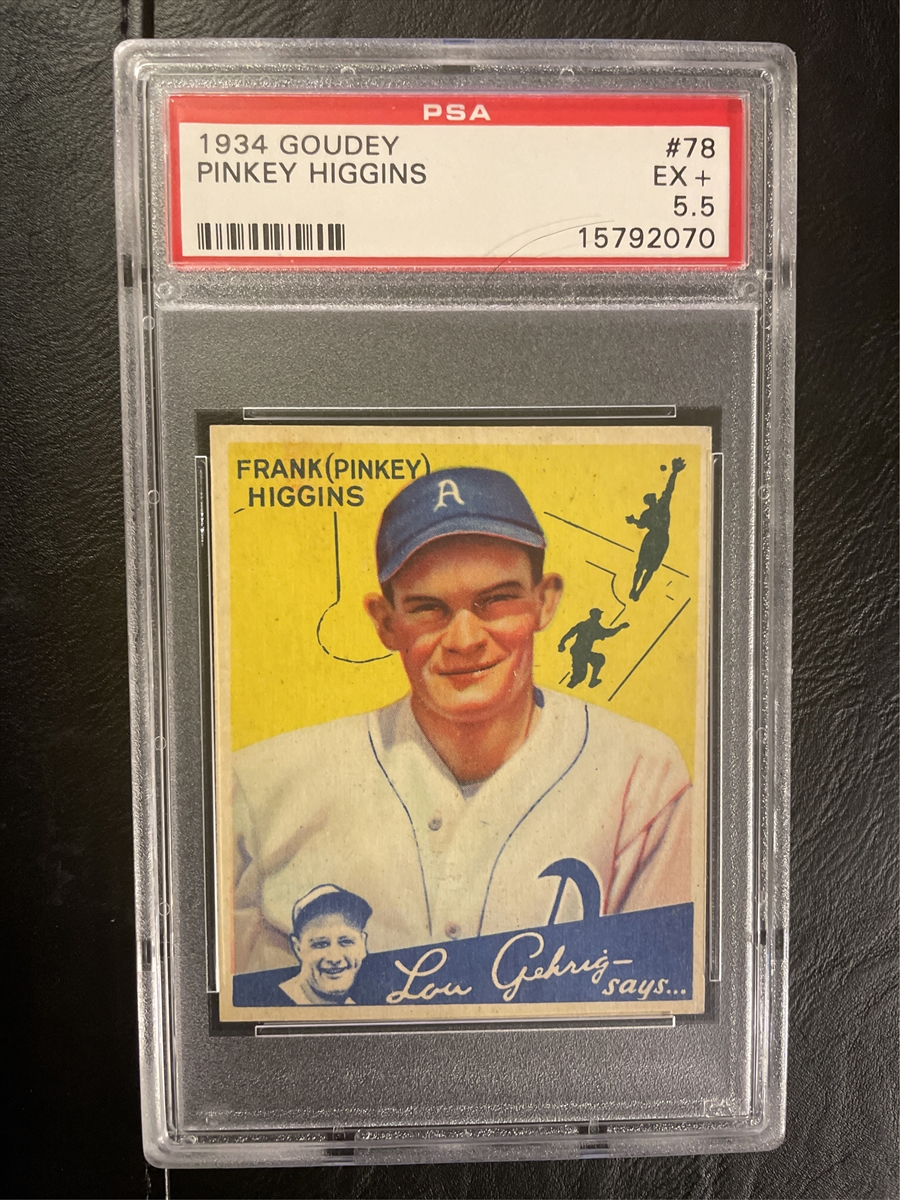 PSA
1934 GOUDEY #78
PINKEY HIGGINS EX +
5.5
15792070
FRANK (PINKEY)
HIGGINS
A
A
Lou Gehrig-
says...